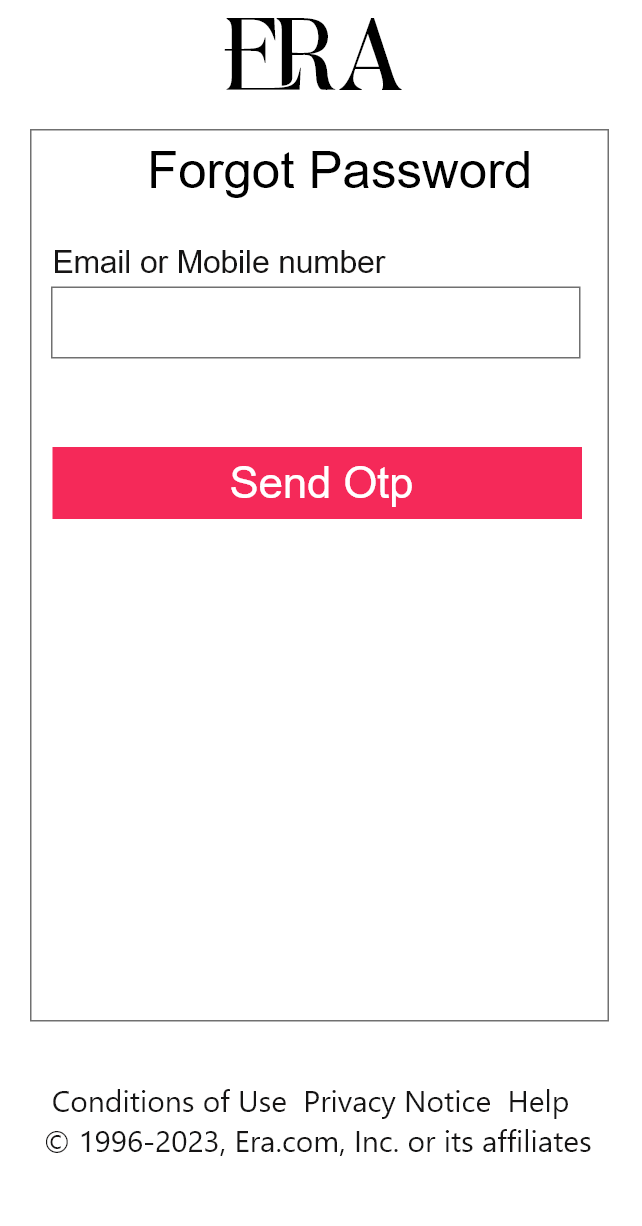 ERA
Forgot Password
Email or Mobile number
Send Otp
Conditions of Use Privacy Notice Help
© 1996-2023, Era.com, Inc. or its affiliates